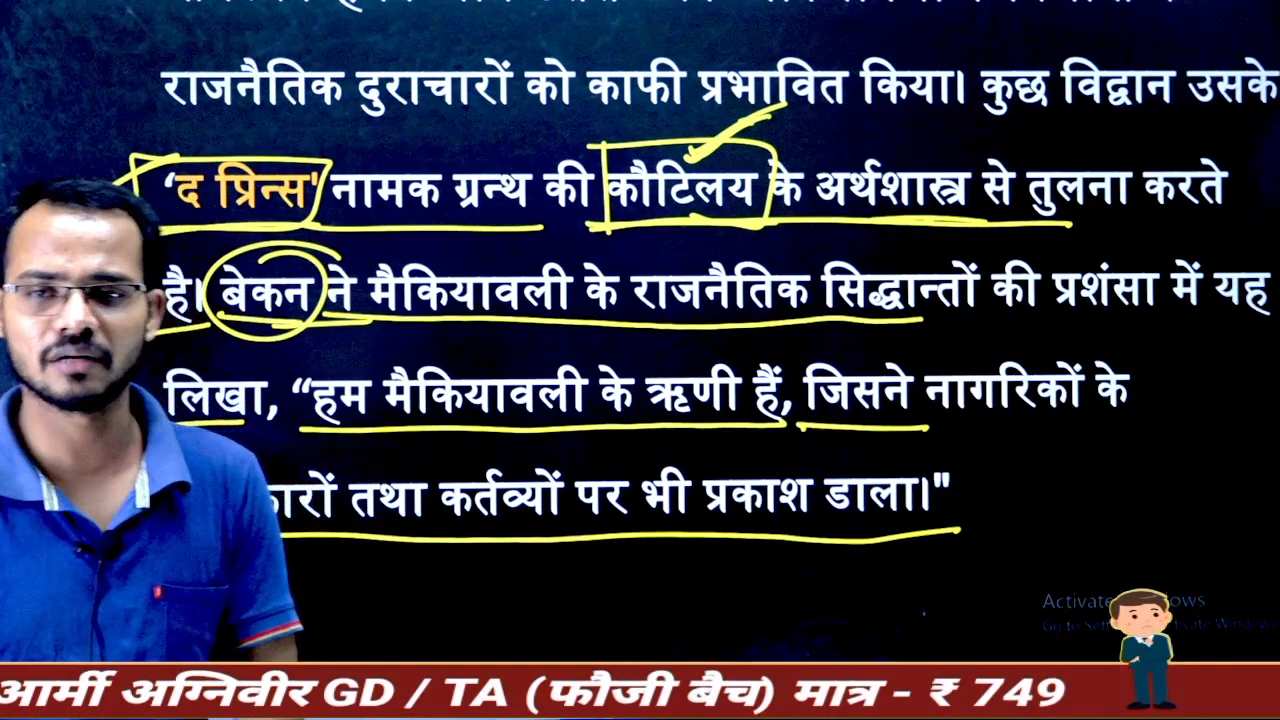 राजनैतिक दुराचारों को काफी प्रभावित किया। कुछ विद्वान उसके
‘द प्रिन्स' नामक ग्रन्थ की कौटिलय के अर्थशास्त्र से तुलना करते
है। बेकन ने मैकियावली के राजनैतिक सिद्धान्तों की प्रशंसा में यह
लिखा, “हम मैकियावली के ऋणी हैं, जिसने नागरिकों के
तथा कर्तव्यों पर भी प्रकाश डाला।"
Activate
आर्मी अग्निवीर GD / TA (फौजी बैच) मात्र - ₹ 749